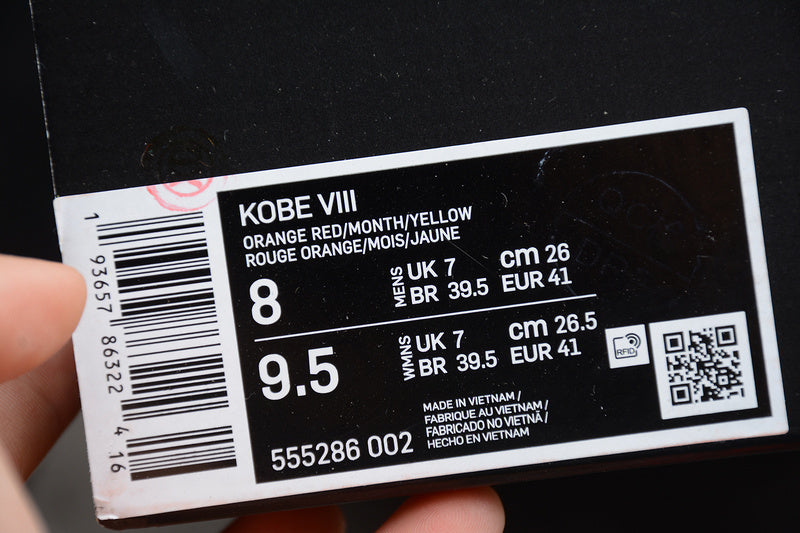 KOBE VIII
ORANGE RED/MONTH/YELLOW
ROUGE ORANGE/MOIS/JAUNE
8
MENS
UK 7 cm 26
BR 39.5 EUR 41
9.5
WMNS
UK 7 cm 26.5
BR 39.5 EUR 41
RFID
555286 002
MADE IN VIETNAM /
FABRIQUE AU VIETNAM /
FABRICADO NO VIETNÃ /
HECHO EN VIETNAM
1 93657 86322 4 16